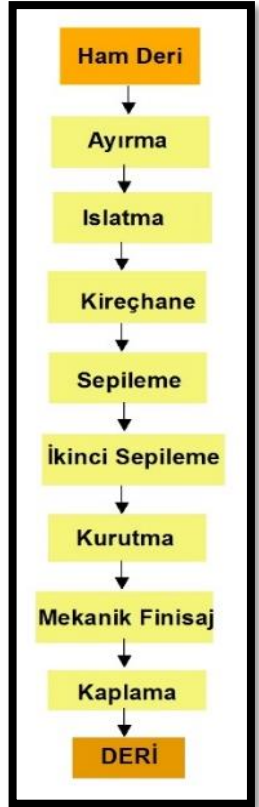 Ham Deri
Ayırma
Islatma
Kireçhane
Sepileme
İkinci Sepileme
Kurutma
Mekanik Finisaj
Kaplama
DERİ